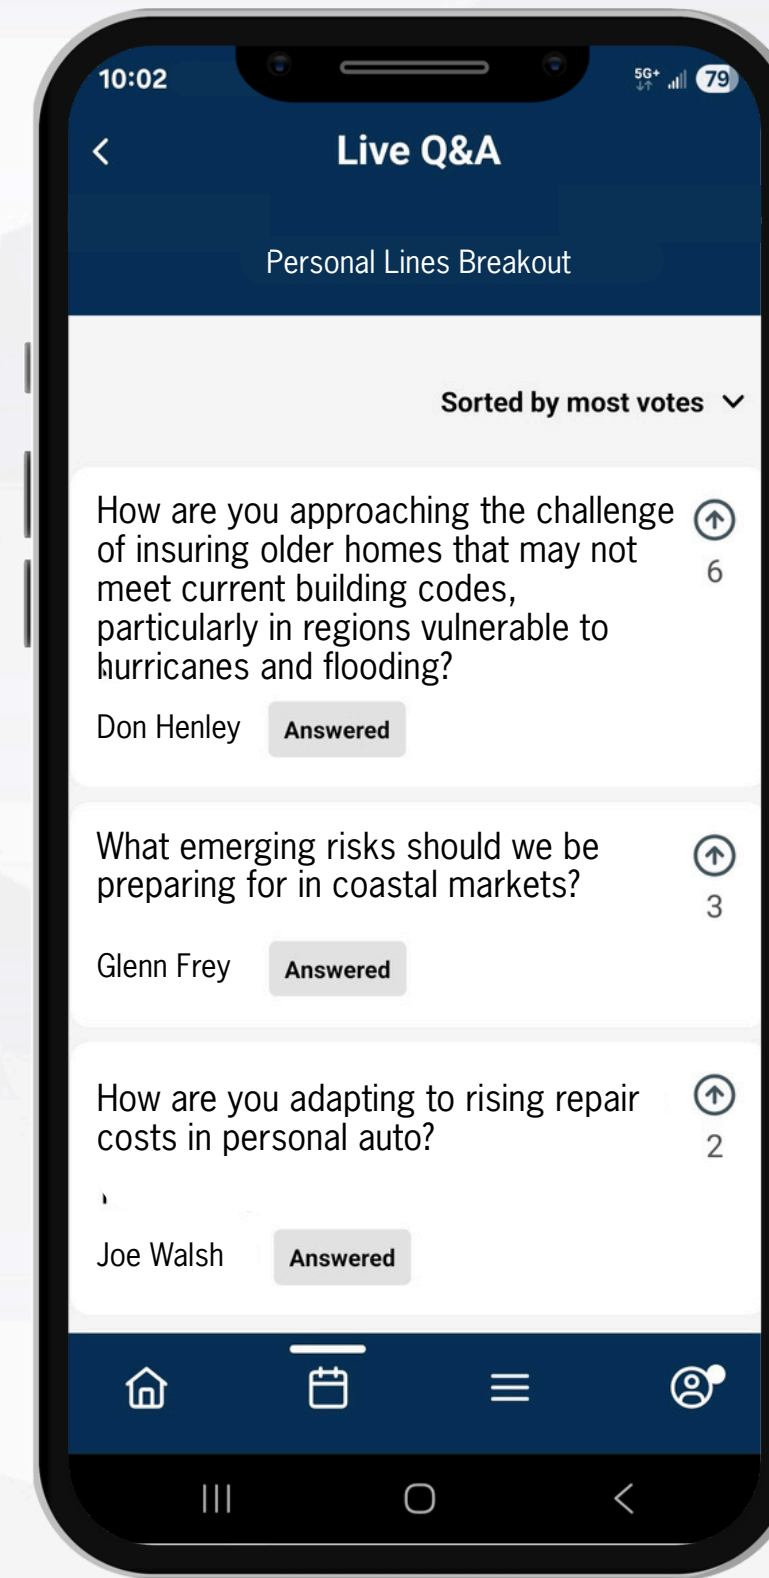 10:02
5G+
79
Live Q&A
Personal Lines Breakout
Sorted by most votes
How are you approaching the challenge
of insuring older homes that may not
meet current building codes,
particularly in regions vulnerable to
hurricanes and flooding?
6
Don Henley
Answered
What emerging risks should we be
preparing for in coastal markets?
3
Glenn Frey
Answered
How are you adapting to rising repair
costs in personal auto?
2
Joe Walsh
Answered